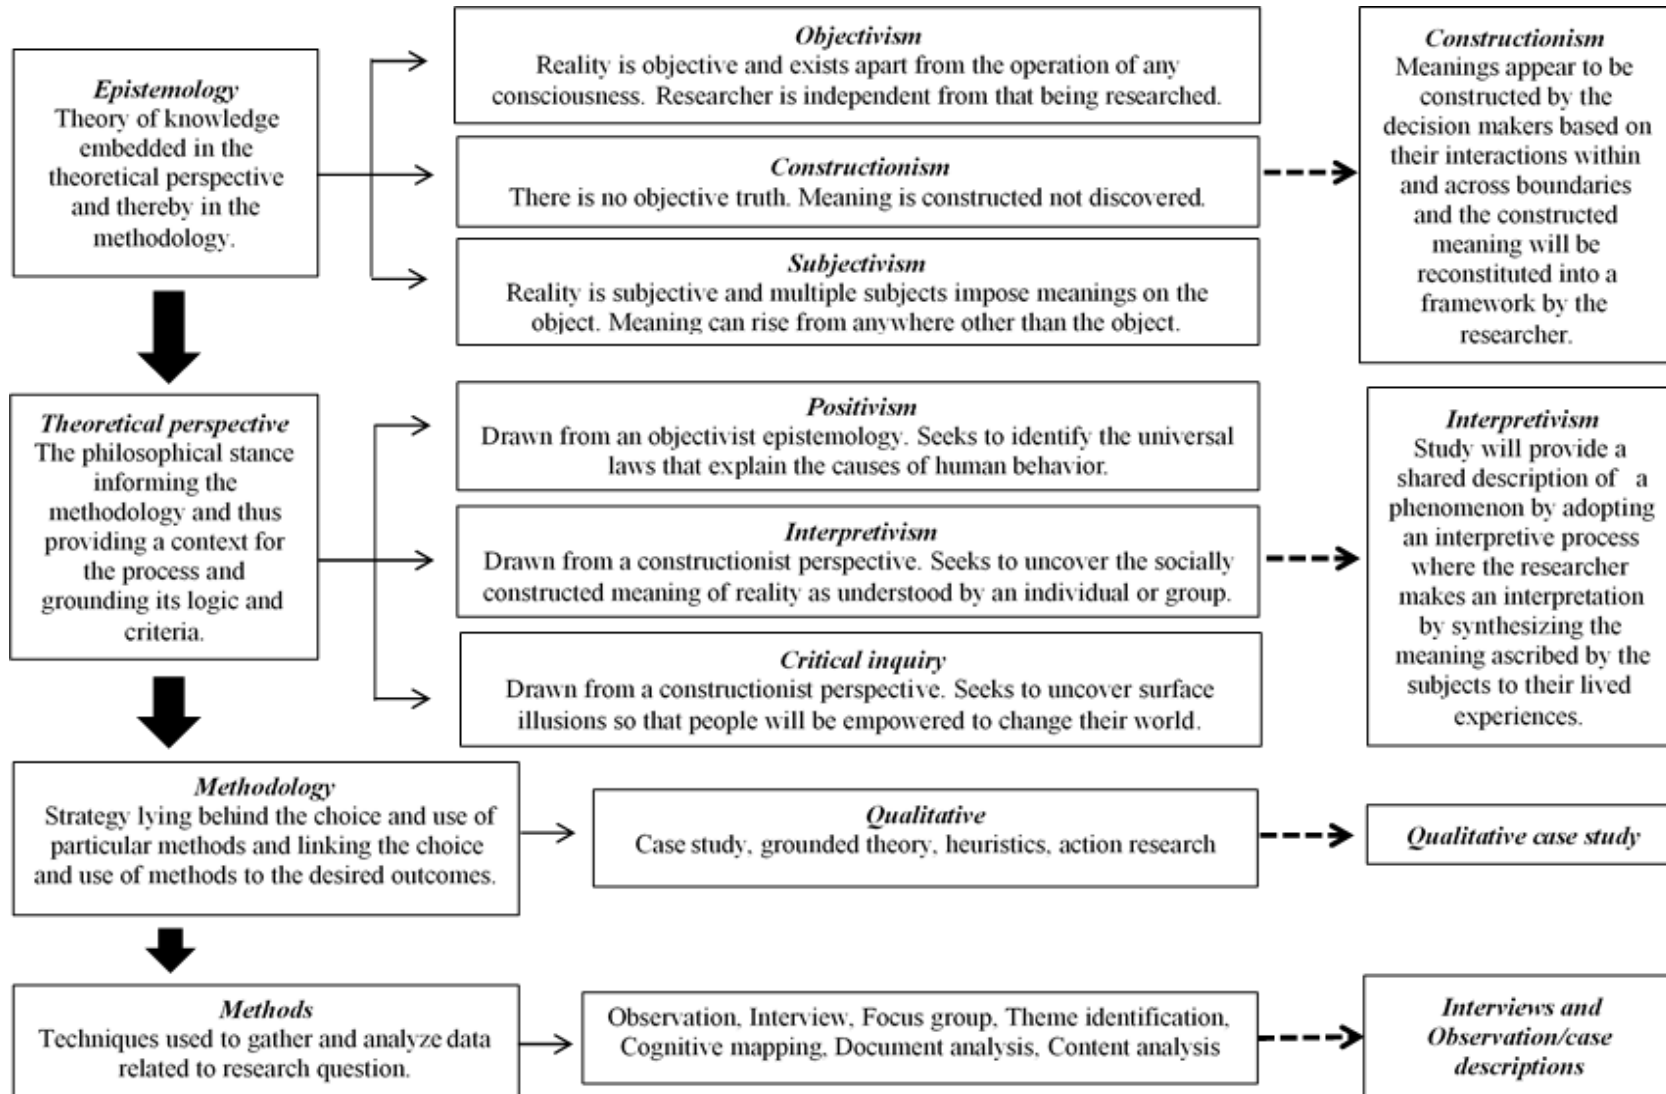 Epistemology
Theory of knowledge
embedded in the
theoretical perspective
and thereby in the
methodology.
Objectivism
Reality is objective and exists apart from the operation of any
consciousness. Researcher is independent from that being researched.
Constructionism
There is no objective truth. Meaning is constructed not discovered.
Subjectivism
Reality is subjective and multiple subjects impose meanings on the
object. Meaning can rise from anywhere other than the object.
Constructionism
Meanings appear to be
constructed by the
decision makers based on
their interactions within
and across boundaries
and the constructed
meaning will be
reconstituted into a
framework by the
researcher.
Theoretical perspective
The philosophical stance
informing the
methodology and thus
providing a context for
the process and
grounding its logic and
criteria.
Positivism
Drawn from an objectivist epistemology. Seeks to identify the universal
laws that explain the causes of human behavior.
Interpretivism
Drawn from a constructionist perspective. Seeks to uncover the socially
constructed meaning of reality as understood by an individual or group.
Critical inquiry
Drawn from a constructionist perspective. Seeks to uncover surface
illusions so that people will be empowered to change their world.
Interpretivism
Study will provide a
shared description of a
phenomenon by adopting
an interpretive process
where the researcher
makes an interpretation
by synthesizing the
meaning ascribed by the
subjects to their lived
experiences.
Methodology
Strategy lying behind the choice and use of
particular methods and linking the choice
and use of methods to the desired outcomes.
Qualitative
Case study, grounded theory, heuristics, action research
Qualitative case study
Methods
Techniques used to gather and analyze data
related to research question.
Observation, Interview, Focus group, Theme identification,
Cognitive mapping, Document analysis, Content analysis
Interviews and
Observation/case
descriptions